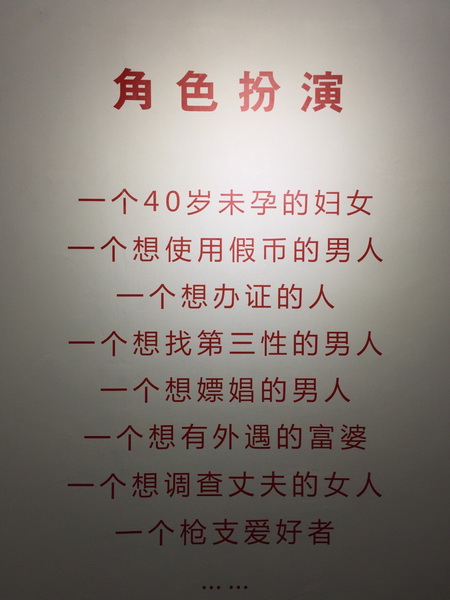 角色扮演
一个40岁未孕的妇女
一个想使用假币的男人
一个想办证的人
一个想找第三性的男人
一个想嫖娼的男人
一个想有外遇的富婆
一个想调查丈夫的女人
一个枪支爱好者
……